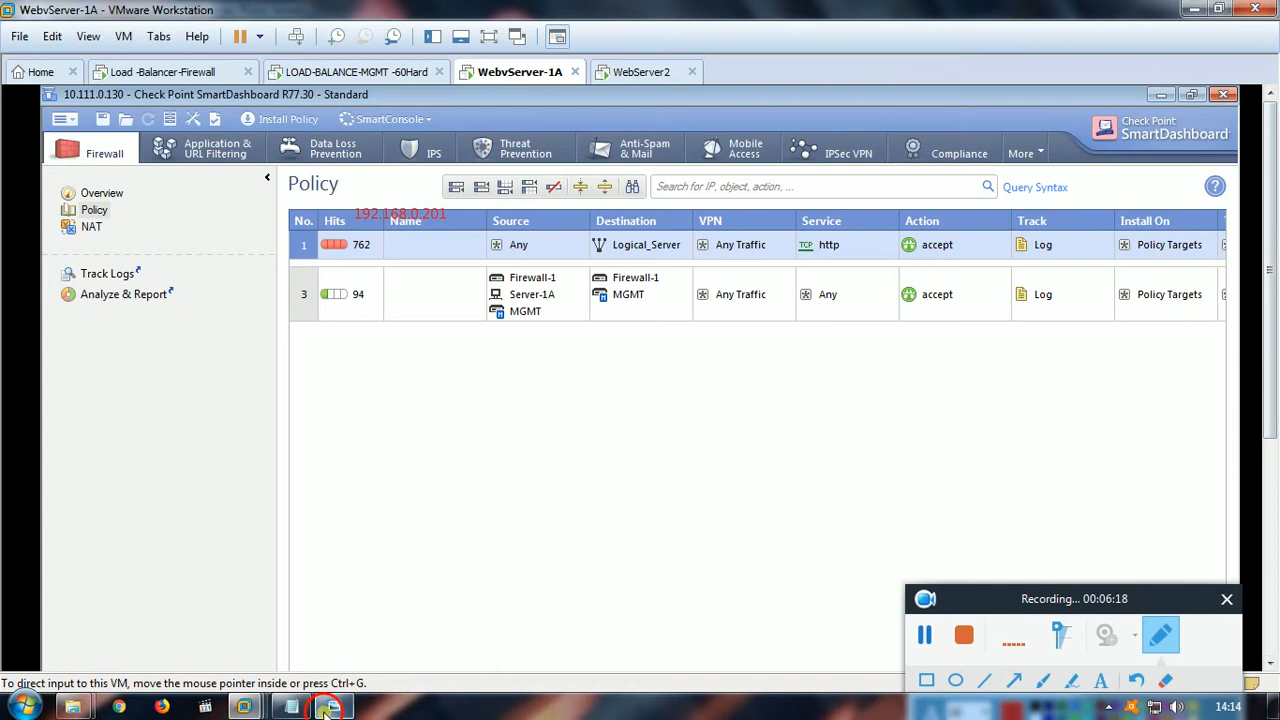 WebvServer-1A - VMware Workstation
File Edit View VM Tabs Help
Home Load -Balancer-Firewall LOAD-BALANCE-MGMT -60Hard WebvServer-1A WebServer2
10.111.0.130 - Check Point SmartDashboard R77.30 - Standard
Install Policy SmartConsole
Check Point
SmartDashboard
Firewall
Application &
URL Filtering
Data Loss
Prevention
IPS
Threat
Prevention
Anti-Spam
& Mail
Mobile
Access
IPSec VPN
Compliance
More
Overview
Policy
NAT
Track Logs
Analyze & Report
Policy
Search for IP, object, action, ...
Query Syntax
192.168.0.201
No. Hits Name Source Destination VPN Service Action Track Install On
1 762 Any Logical_Server Any Traffic TCP http accept Log Policy Targets
3 94 Firewall-1 Firewall-1 Any Traffic Any accept Log Policy Targets
Server-1A MGMT
MGMT
Recording... 00:06:18
To direct input to this VM, move the mouse pointer inside or press Ctrl+G.
14:14